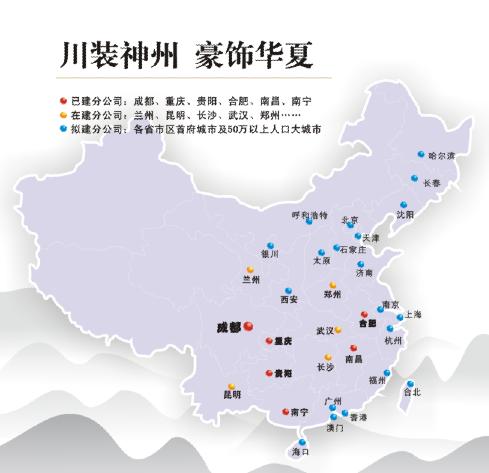 川装神州 豪饰华夏
已建分公司：成都、重庆、贵阳、合肥、南昌、南宁
在建分公司：兰州、昆明、长沙、武汉、郑州……
拟建分公司：各省市区首府城市及50万以上人口大城市
哈尔滨
长春
沈阳
呼和浩特
北京
天津
石家庄
太原
银川
济南
兰州
西安
郑州
南京
上海
合肥
成都
武汉
杭州
重庆
南昌
长沙
贵阳
福州
昆明
台北
广州
南宁
香港
澳门
海口